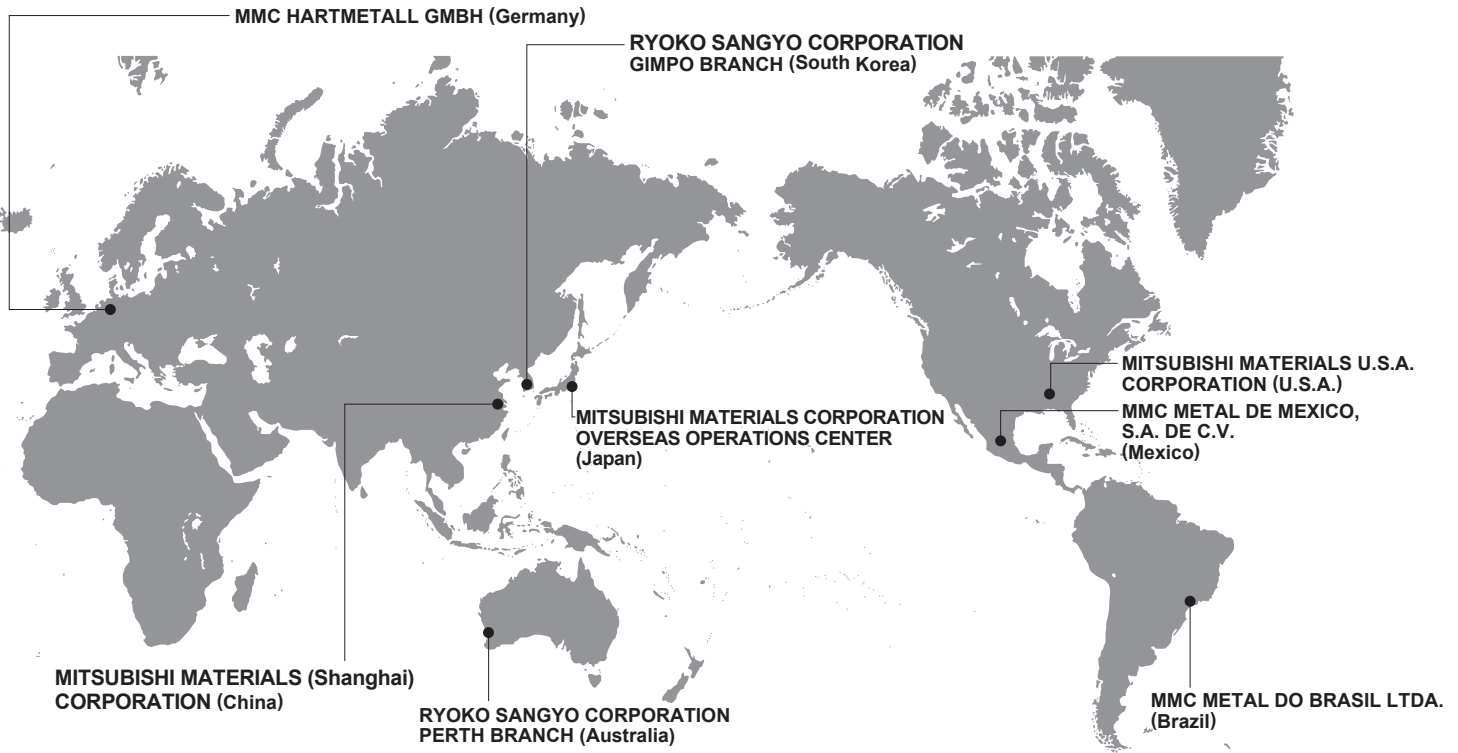 MMC HARTMETALL GMBH (Germany)
RYOKO SANGYO CORPORATION
GIMPO BRANCH (South Korea)
MITSUBISHI MATERIALS U.S.A.
CORPORATION (U.S.A.)
MMC METAL DE MEXICO,
S.A. DE C.V.
(Mexico)
MITSUBISHI MATERIALS CORPORATION
OVERSEAS OPERATIONS CENTER
(Japan)
MITSUBISHI MATERIALS (Shanghai)
CORPORATION (China)
RYOKO SANGYO CORPORATION
PERTH BRANCH (Australia)
MMC METAL DO BRASIL LTDA.
(Brazil)